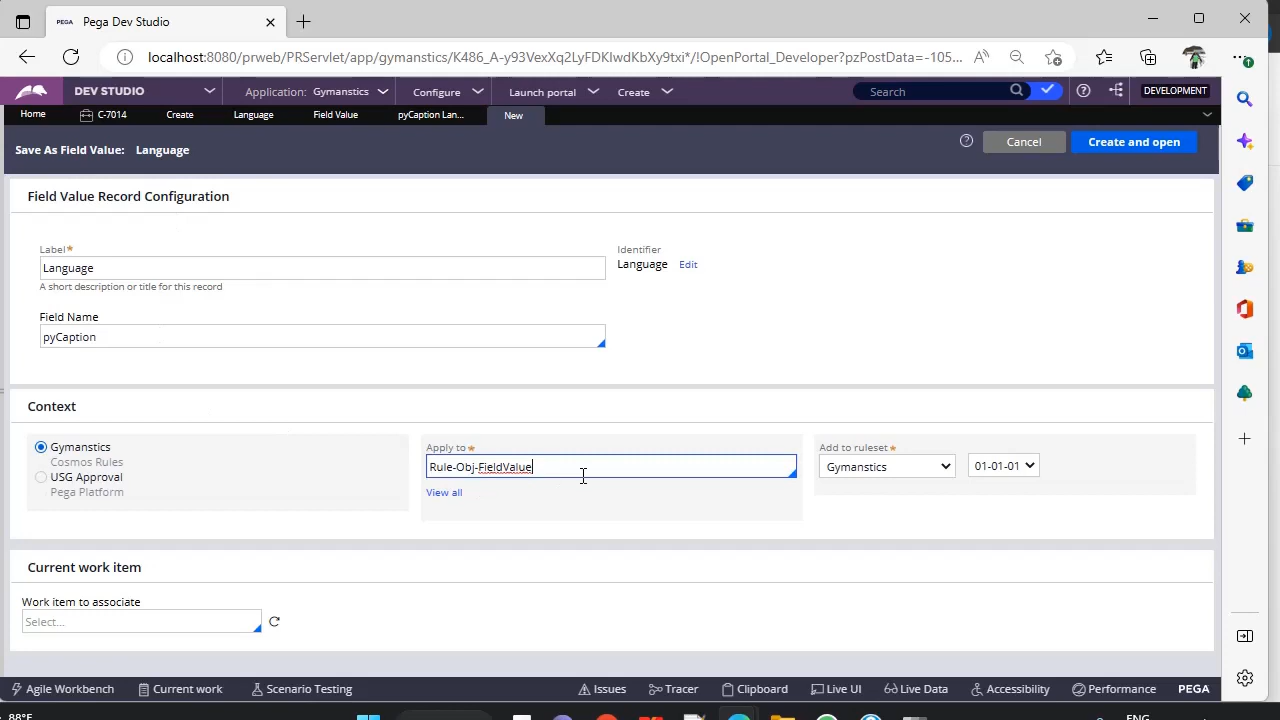 Pega Dev Studio
localhost:8080/prweb/PRServlet/app/gymanstics/K486_A-y93VexXq2LyFDKIwdKbXy9txi*/!OpenPortal_Developer?pzPostData=-105...
DEV STUDIO
Application: Gymanstics
Configure
Launch portal
Create
Search
DEVELOPMENT
Home
C-7014
Create
Language
Field Value
pyCaption Lan...
New
Save As Field Value: Language
Cancel
Create and open
Field Value Record Configuration
Label*
Language
A short description or title for this record
Identifier
Language Edit
Field Name
pyCaption
Context
Gymanstics
Cosmos Rules
USG Approval
Pega Platform
Apply to*
Rule-Obj-FieldValue
View all
Add to ruleset*
Gymanstics
01-01-01
Current work item
Work item to associate
Select...
Agile Workbench
Current work
Scenario Testing
Issues
Tracer
Clipboard
Live UI
Live Data
Accessibility
Performance
PEGA
88°F
ENG